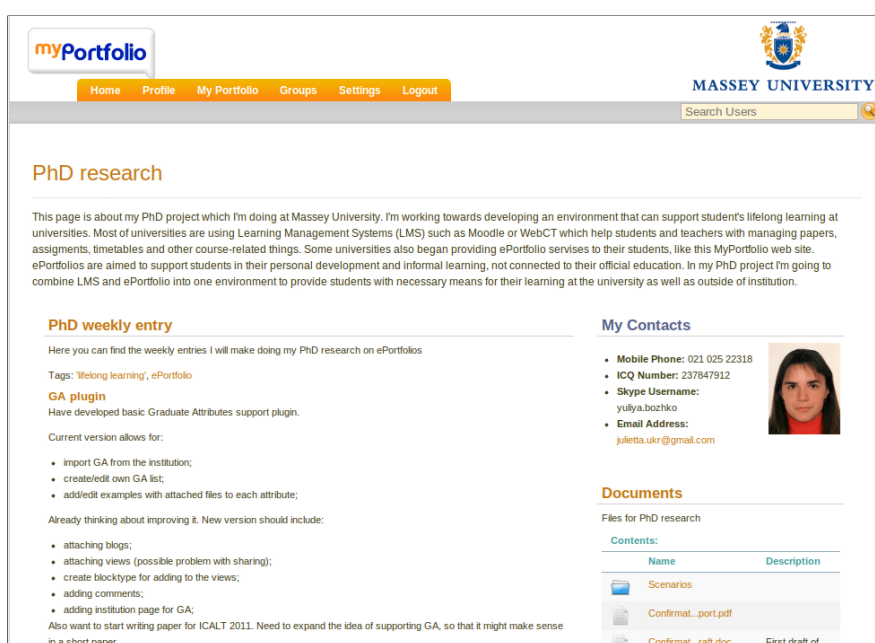 myPortfolio
MASSEY UNIVERSITY
Home Profile My Portfolio Groups Settings Logout
Search Users
PhD research
This page is about my PhD project which I'm doing at Massey University. I'm working towards developing an environment that can support student's lifelong learning at
universities. Most of universities are using Learning Management Systems (LMS) such as Moodle or WebCT which help students and teachers with managing papers,
assigments, timetables and other course-related things. Some universities also began providing ePortfolio servises to their students, like this MyPortfolio web site.
ePortfolios are aimed to support students in their personal development and informal learning, not connected to their official education. In my PhD project I'm going to
combine LMS and ePortfolio into one environment to provide students with necessary means for their learning at the university as well as outside of institution.
PhD weekly entry
Here you can find the weekly entries I will make doing my PhD research on ePortfolios
Tags: 'lifelong learning', ePortfolio
GA plugin
Have developed basic Graduate Attributes support plugin.
Current version allows for:
• import GA from the institution;
• create/edit own GA list;
• add/edit examples with attached files to each attribute;
Already thinking about improving it. New version should include:
• attaching blogs;
• attaching views (possible problem with sharing);
• create blocktype for adding to the views;
• adding comments;
• adding institution page for GA;
Also want to start writing paper for ICALT 2011. Need to expand the idea of supporting GA, so that it might make sense
in a short paper.
My Contacts
• Mobile Phone: 021 025 22318
• ICQ Number: 237847912
• Skype Username:
yuliya.bozhko
• Email Address:
julietta.ukr@gmail.com
Documents
Files for PhD research
Contents:
Name Description
Scenarios
Confirmat...port.pdf
Confirmat...raft.doc First draft of